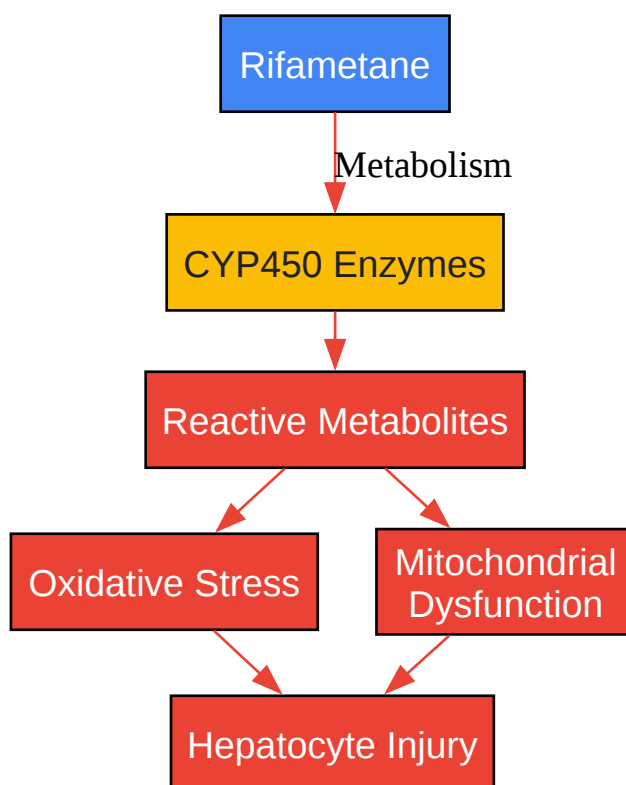 Rifametane
Metabolism
CYP450 Enzymes
Reactive Metabolites
Oxidative Stress
Mitochondrial
Dysfunction
Hepatocyte Injury